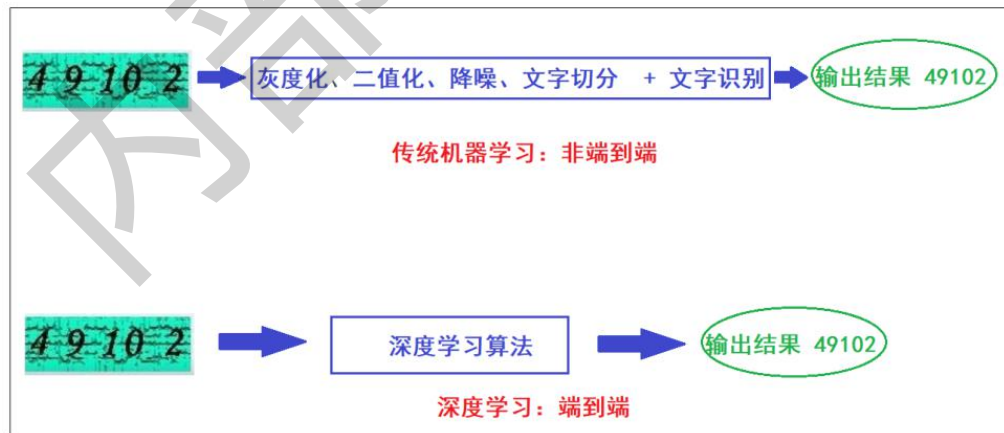 4 9 10 2
灰度化、二值化、降噪、文字切分 + 文字识别
输出结果 49102
传统机器学习：非端到端
内部
4 9 10 2
深度学习算法
输出结果 49102
深度学习：端到端